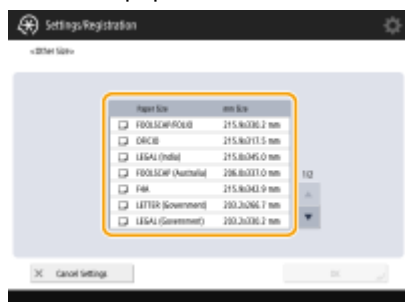 Settings/Registration
<Other Size>
Paper Size mm Size
FOOLSCAP/FOLIO 215.9x330.2 mm
OFICIO 215.9x317.5 mm
LEGAL (India) 215.0x345.0 mm
FOOLSCAP (Australia) 206.0x337.0 mm
F4A 215.9x342.9 mm
LETTER (Government) 203.2x266.7 mm
LEGAL (Government) 203.2x330.2 mm
1/2
Cancel Settings
OK